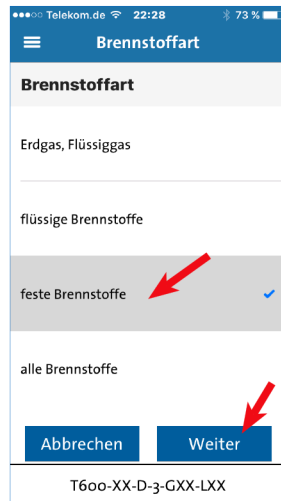 Telekom.de 22:28 73 %
Brennstoffart
Brennstoffart
Erdgas, Flüssiggas
flüssige Brennstoffe
feste Brennstoffe
alle Brennstoffe
Abbrechen Weiter
T600-XX-D-3-GXX-LXX